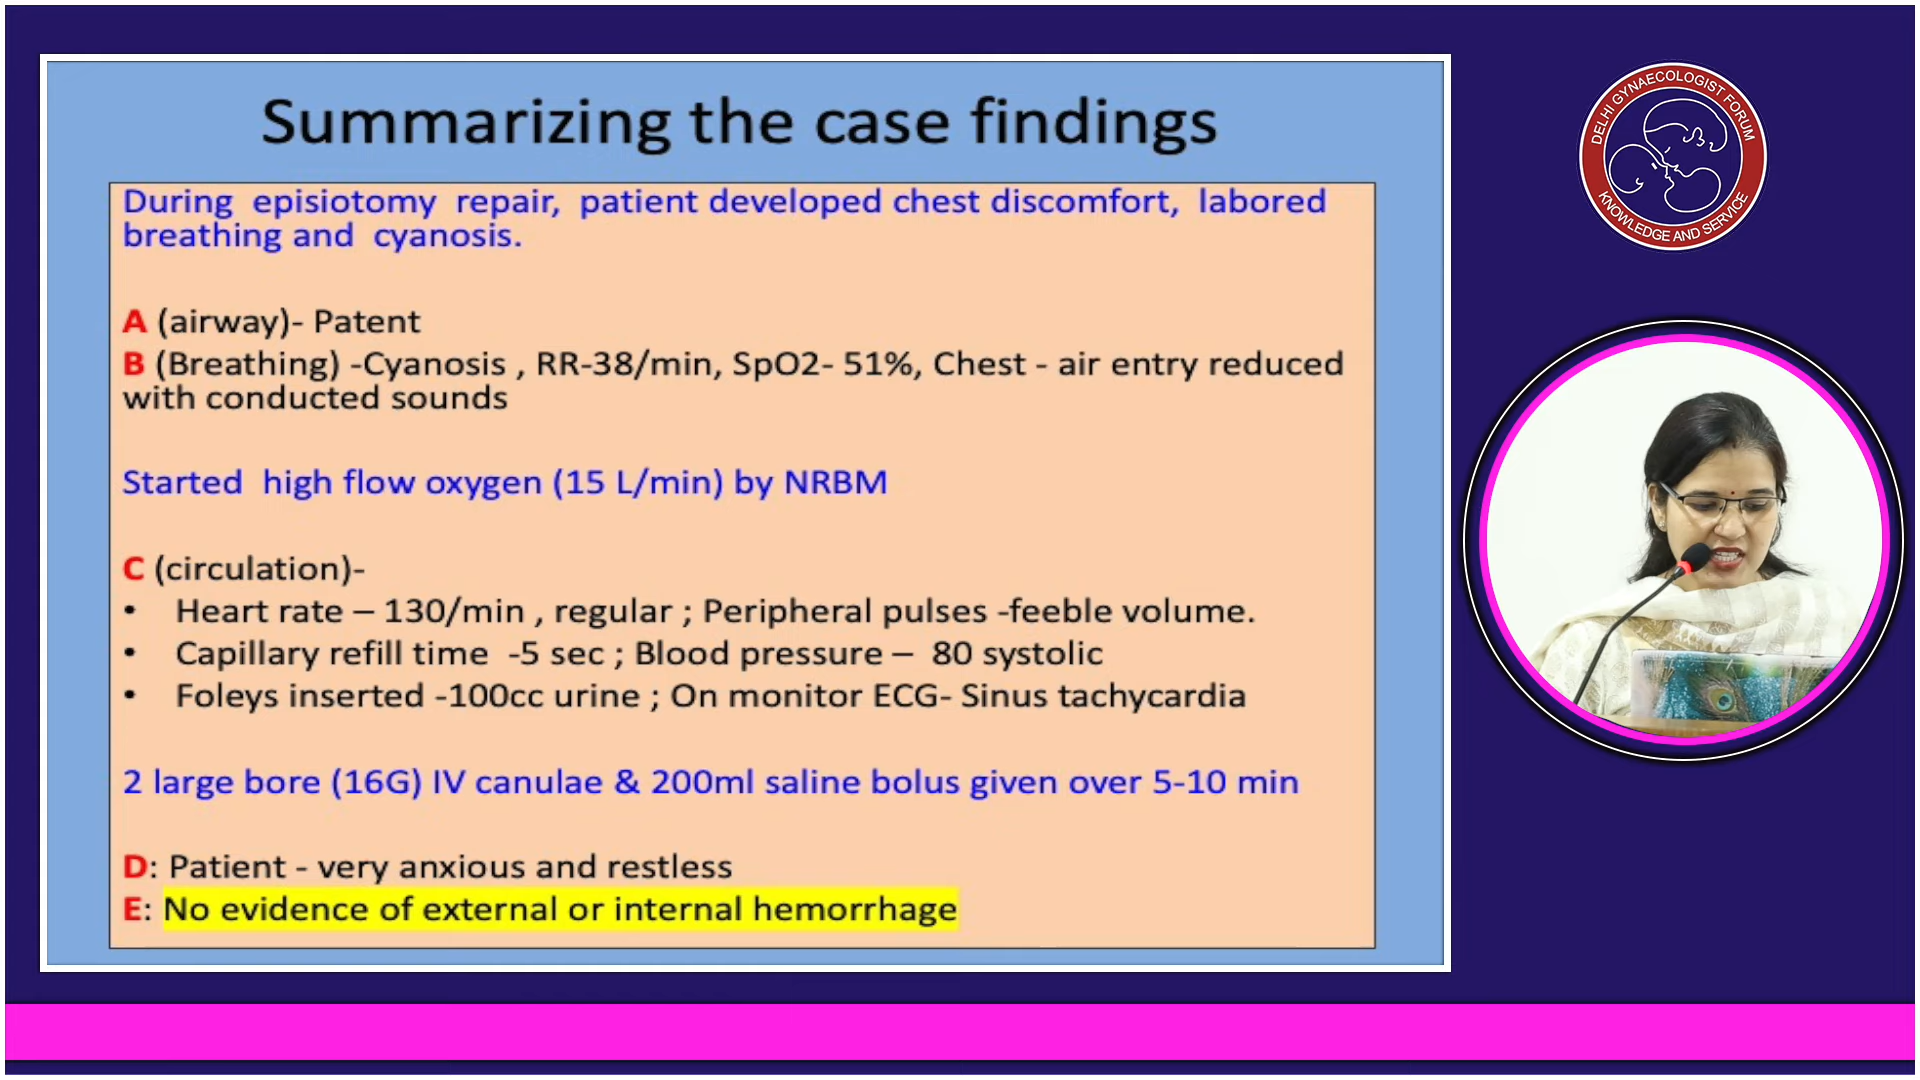 Summarizing the case findings
During episiotomy repair, patient developed chest discomfort, labored
breathing and cyanosis.
A (airway)- Patent
B (Breathing) -Cyanosis , RR-38/min, SpO2- 51%, Chest - air entry reduced
with conducted sounds
Started high flow oxygen (15 L/min) by NRBM
C (circulation)-
• Heart rate – 130/min , regular ; Peripheral pulses -feeble volume.
• Capillary refill time -5 sec ; Blood pressure – 80 systolic
• Foleys inserted -100cc urine ; On monitor ECG- Sinus tachycardia
2 large bore (16G) IV canulae & 200ml saline bolus given over 5-10 min
D: Patient - very anxious and restless
E: No evidence of external or internal hemorrhage
DELHI GYNAECOLOGIST FORUM
KNOWLEDGE AND SERVICE